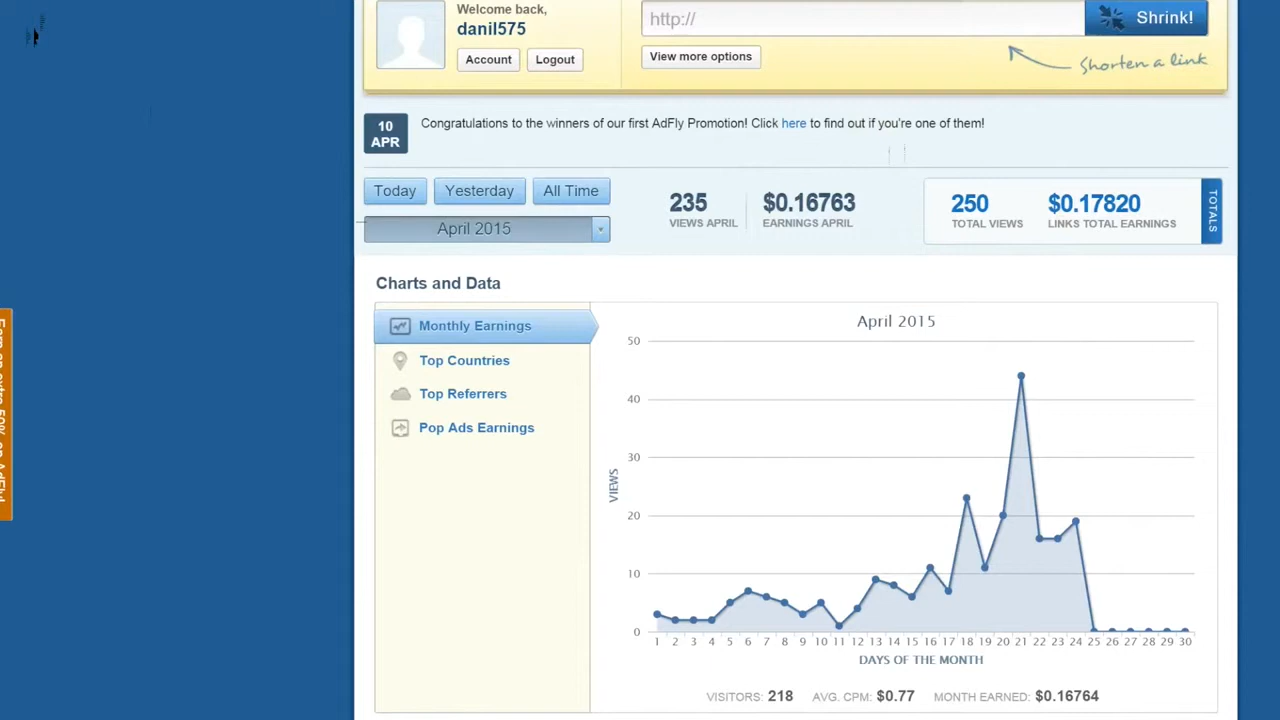 Welcome back,
danil575
Account
Logout
http://
Shrink!
View more options
Shorten a link
10
APR
Congratulations to the winners of our first AdFly Promotion! Click here to find out if you're one of them!
Today
Yesterday
All Time
April 2015
235
VIEWS APRIL
$0.16763
EARNINGS APRIL
250
TOTAL VIEWS
$0.17820
LINKS TOTAL EARNINGS
TOTALS
Charts and Data
Monthly Earnings
Top Countries
Top Referrers
Pop Ads Earnings
April 2015
50
40
30
20
10
0
VIEWS
1 2 3 4 5 6 7 8 9 10 11 12 13 14 15 16 17 18 19 20 21 22 23 24 25 26 27 28 29 30
DAYS OF THE MONTH
VISITORS: 218 AVG. CPM: $0.77 MONTH EARNED: $0.16764
Earn an extra 50% on AdFly!